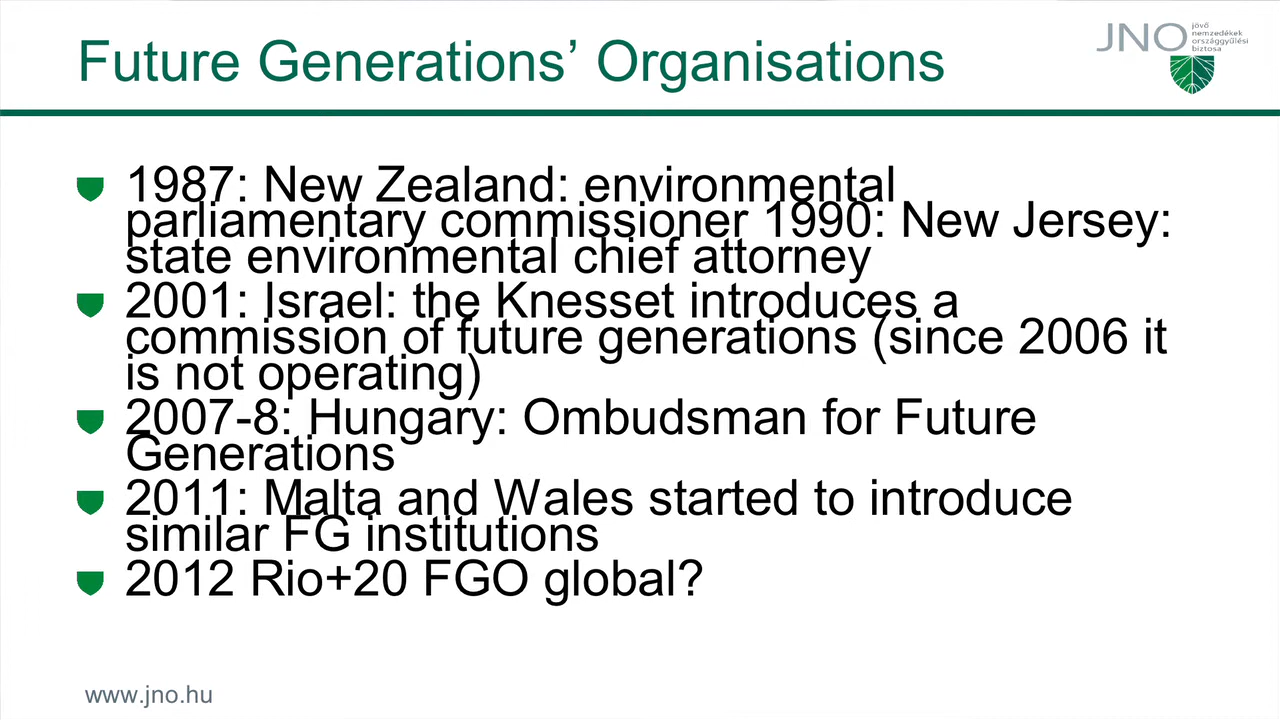 Future Generations’ Organisations
JNO
jövő
nemzedékek
országgyűlési
biztosa
1987: New Zealand: environmental
parliamentary commissioner 1990: New Jersey:
state environmental chief attorney
2001: Israel: the Knesset introduces a
commission of future generations (since 2006 it
is not operating)
2007-8: Hungary: Ombudsman for Future
Generations
2011: Malta and Wales started to introduce
similar FG institutions
2012 Rio+20 FGO global?
www.jno.hu